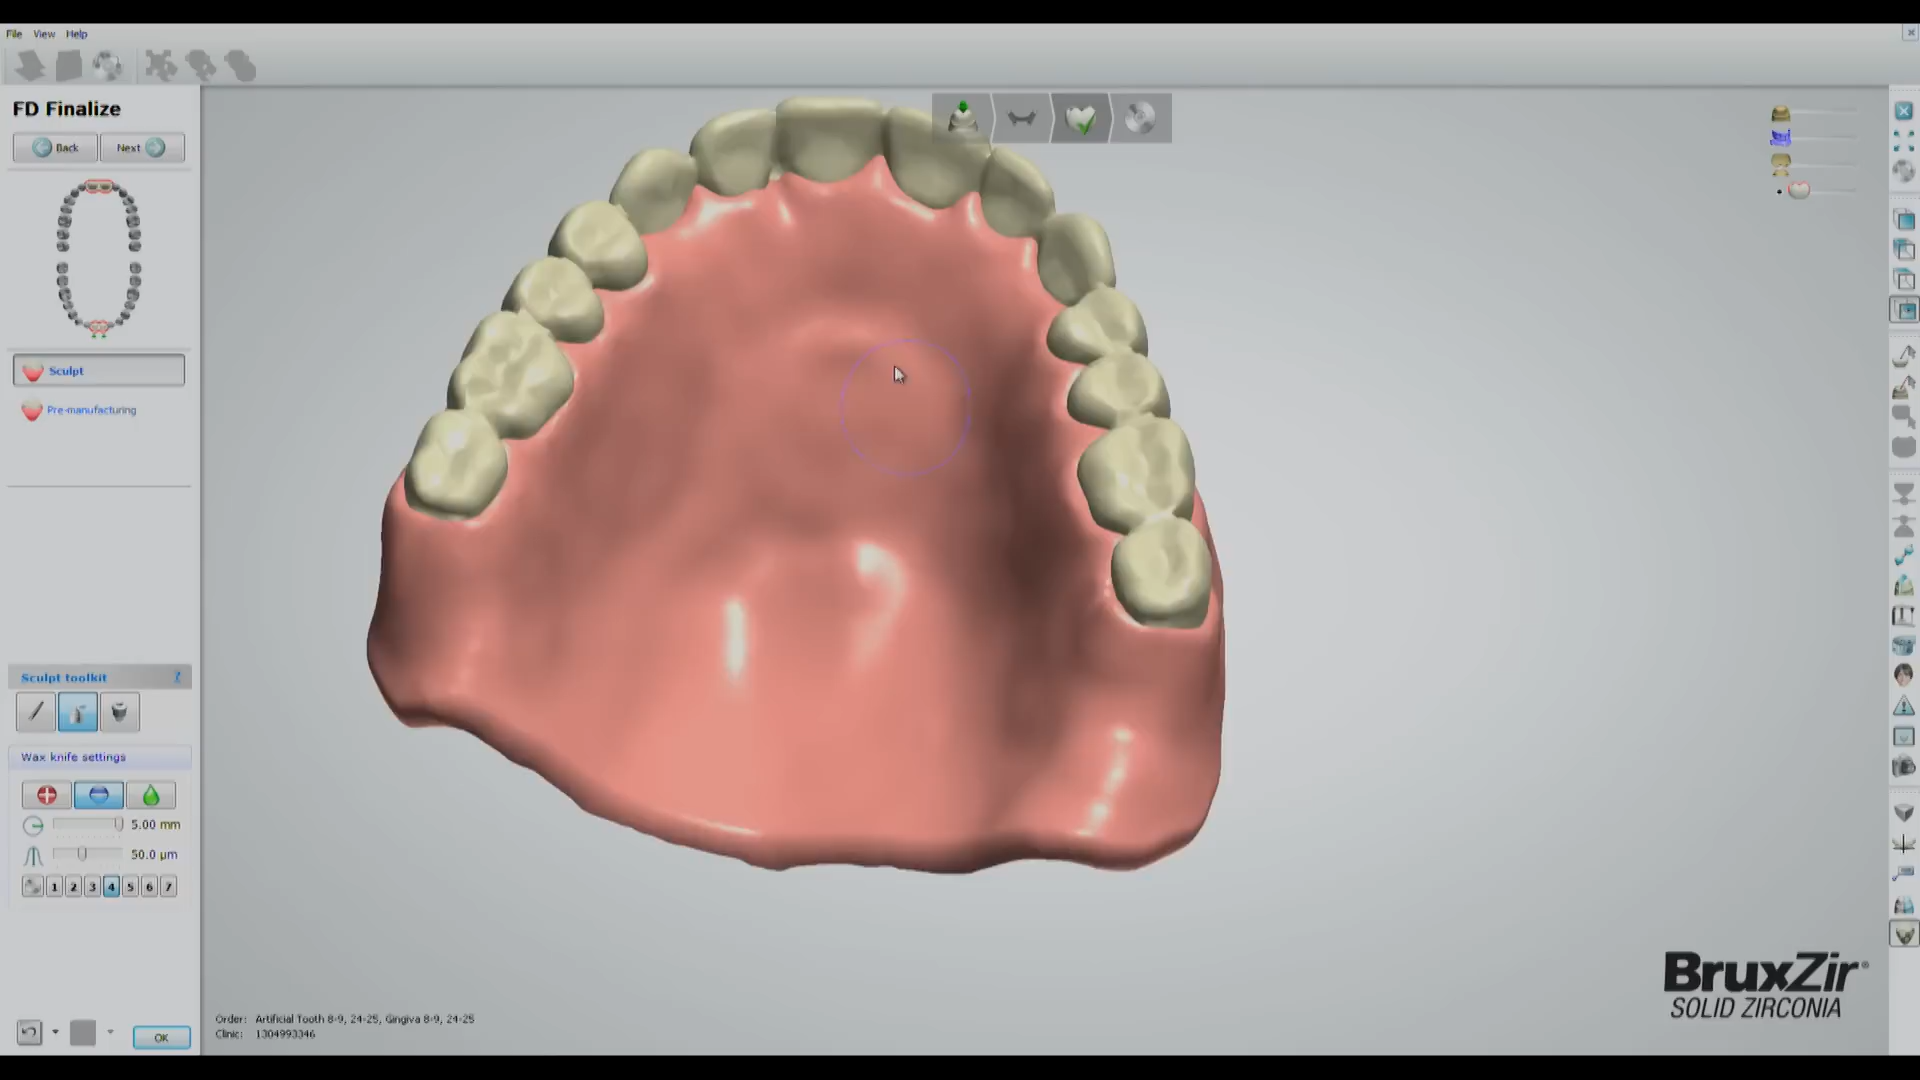 File View Help
FD Finalize
Back Next
Sculpt
Pre-manufacturing
Sculpt toolkit ?
Wax knife settings
5.00 mm
50.0 µm
1 2 3 4 5 6 7
OK
Order: Artificial Tooth 8-9, 24-25, Gingiva 8-9, 24-25
Clinic: 1304993346
BruxZir®
SOLID ZIRCONIA